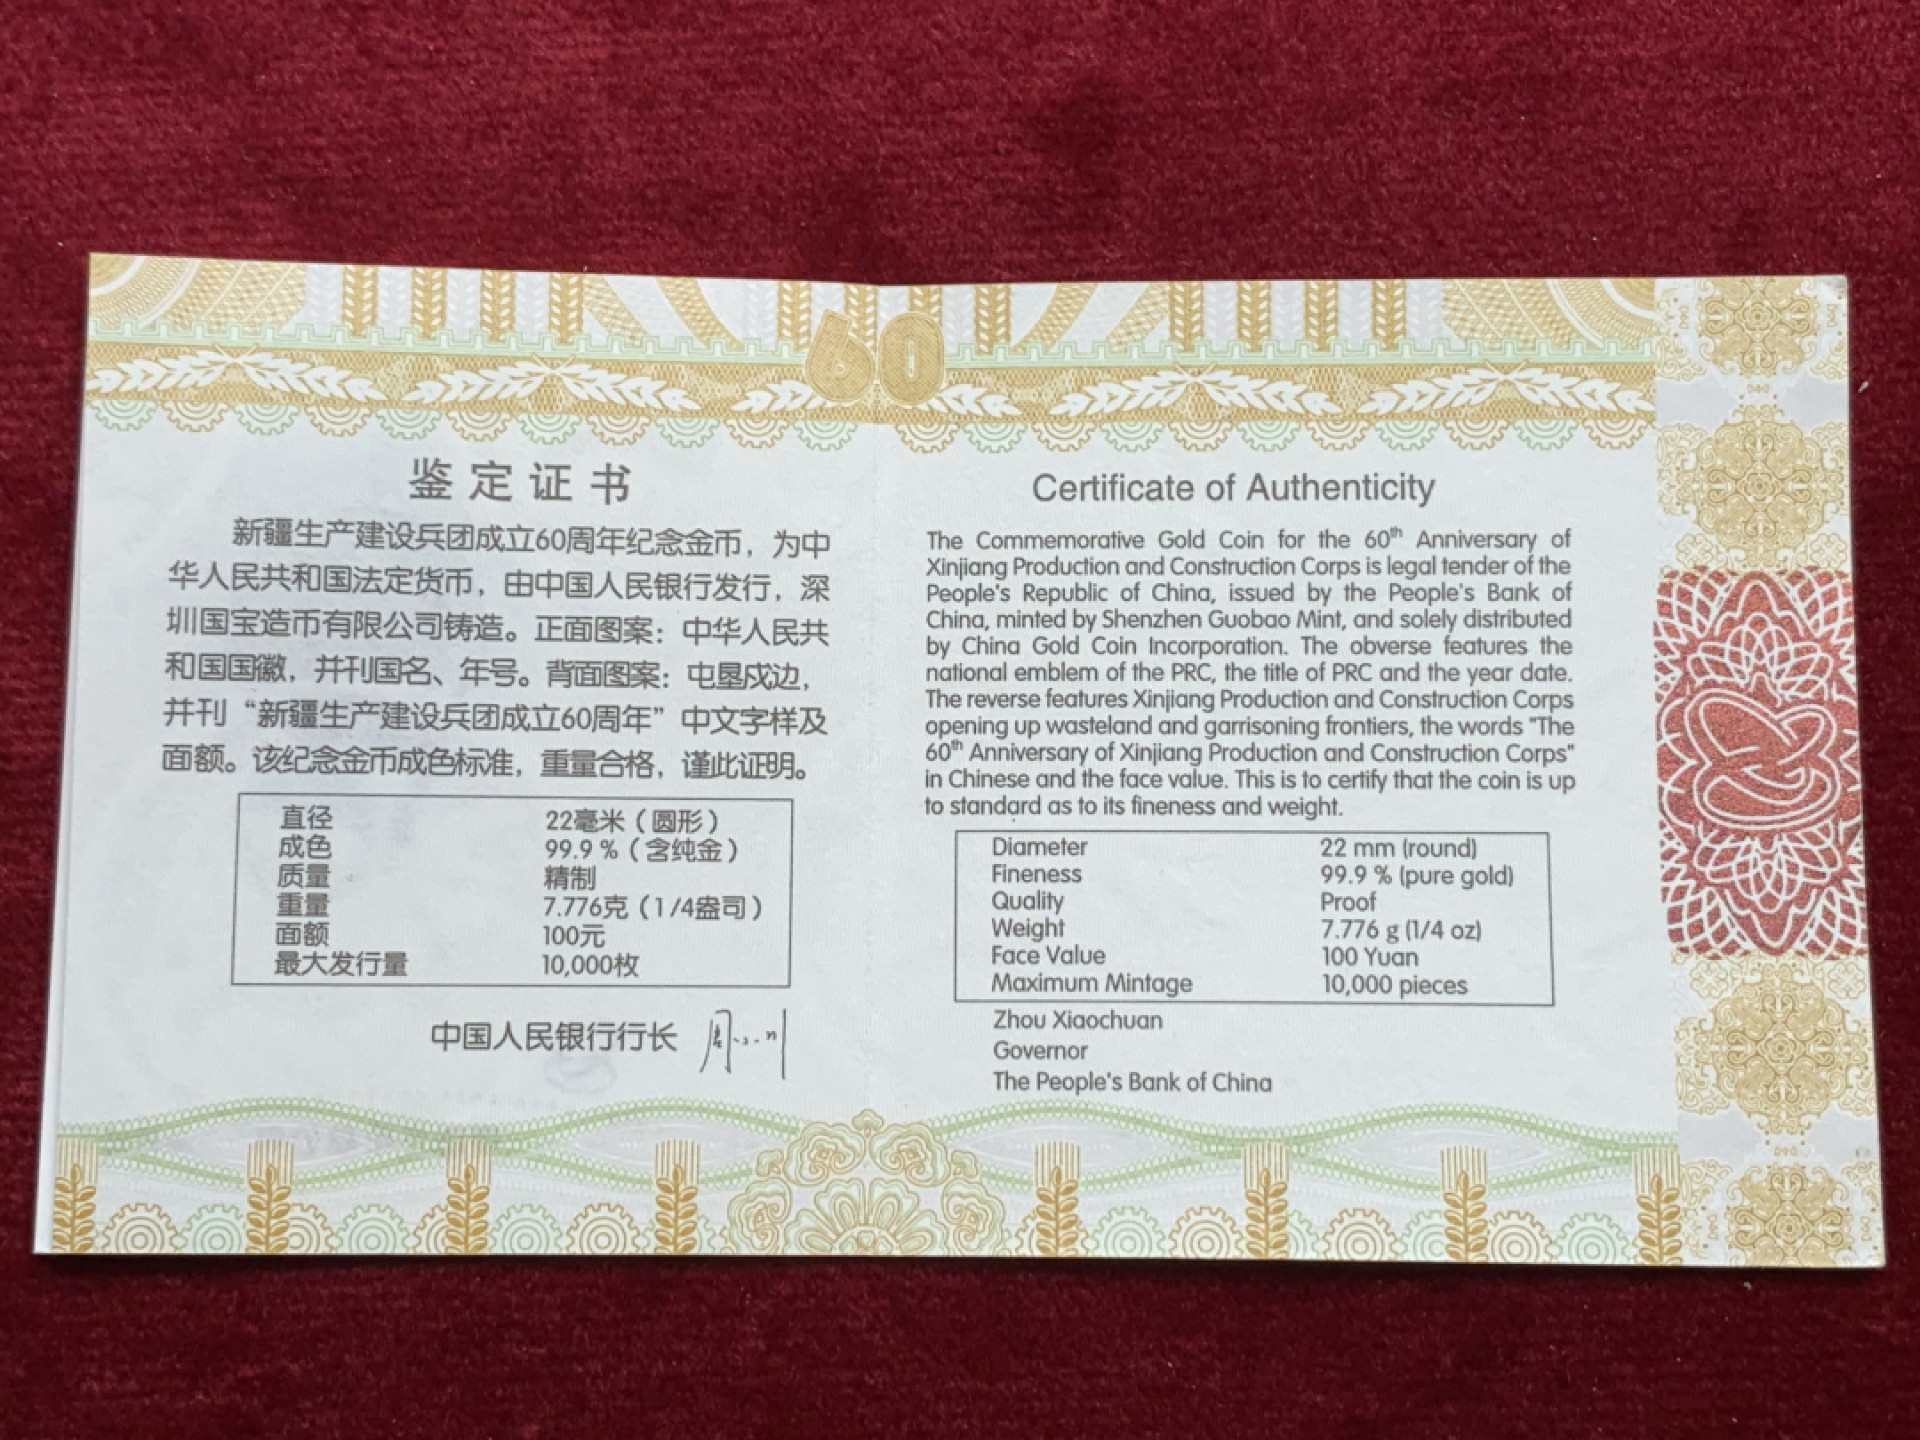 60
鉴定证书
新疆生产建设兵团成立60周年纪念金币，为中
华人民共和国法定货币，由中国人民银行发行，深
圳国宝造币有限公司铸造。正面图案：中华人民共
和国国徽，并刊国名、年号。背面图案：屯垦戍边，
并刊“新疆生产建设兵团成立60周年”中文字样及
面额。该纪念金币成色标准，重量合格，谨此证明。
直径 22毫米（圆形）
成色 99.9 %（含纯金）
质量 精制
重量 7.776克（1/4盎司）
面额 100元
最大发行量 10,000枚
中国人民银行行长 周小川
Certificate of Authenticity
The Commemorative Gold Coin for the 60th Anniversary of
Xinjiang Production and Construction Corps is legal tender of the
People's Republic of China, issued by the People's Bank of
China, minted by Shenzhen Guobao Mint, and solely distributed
by China Gold Coin Incorporation. The obverse features the
national emblem of the PRC, the title of PRC and the year date.
The reverse features Xinjiang Production and Construction Corps
opening up wasteland and garrisoning frontiers, the words "The
60th Anniversary of Xinjiang Production and Construction Corps"
in Chinese and the face value. This is to certify that the coin is up
to standard as to its fineness and weight.
Diameter 22 mm (round)
Fineness 99.9 % (pure gold)
Quality Proof
Weight 7.776 g (1/4 oz)
Face Value 100 Yuan
Maximum Mintage 10,000 pieces
Zhou Xiaochuan
Governor
The People's Bank of China